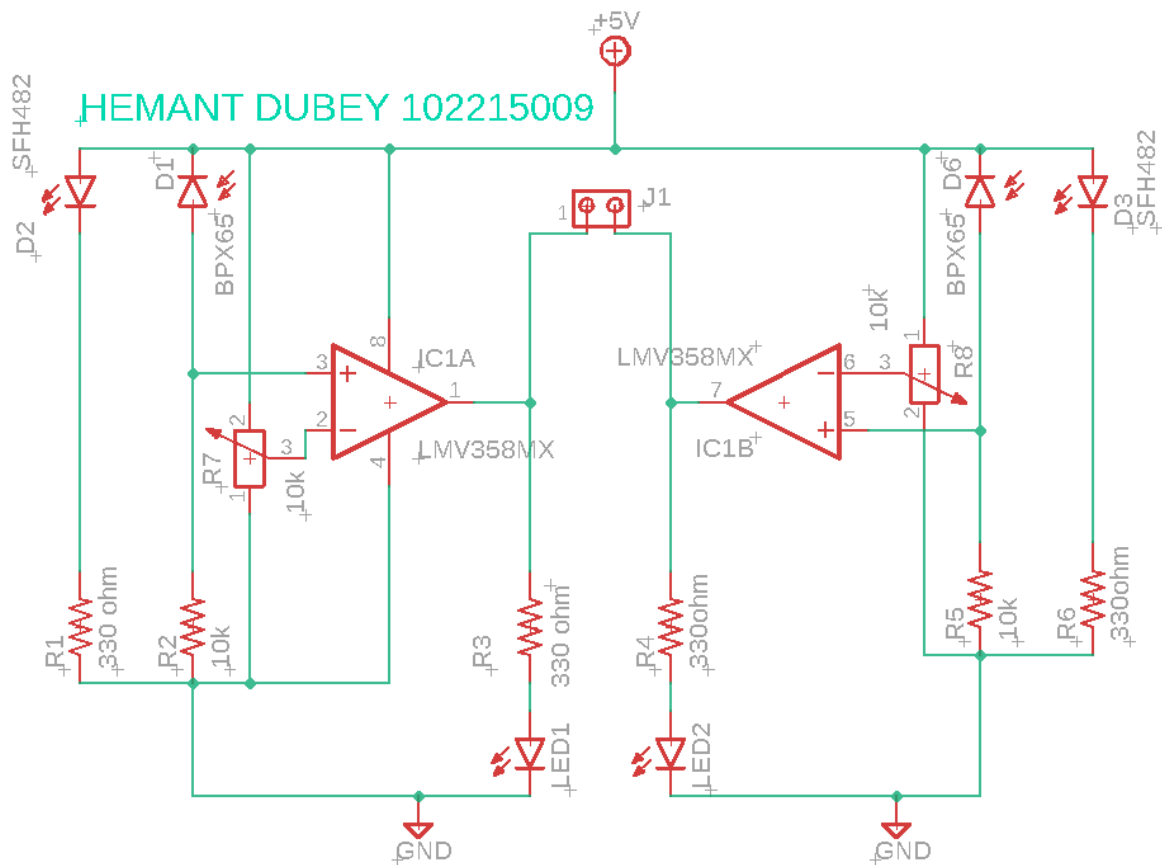 +5V
HEMANT DUBEY 102215009
SFH482
D2
D1
BPX65
1
J1
D6
BPX65
D3
SFH482
8
IC1A
3
+
1
2
−
4
LMV358MX
2
R7
3
1
10k
LMV358MX
7
−
6
3
+
5
IC1B
10k
1
R8
2
R1
330 ohm
R2
10k
R3
330 ohm
R4
330ohm
R5
10k
R6
330ohm
LED1
LED2
GND
GND